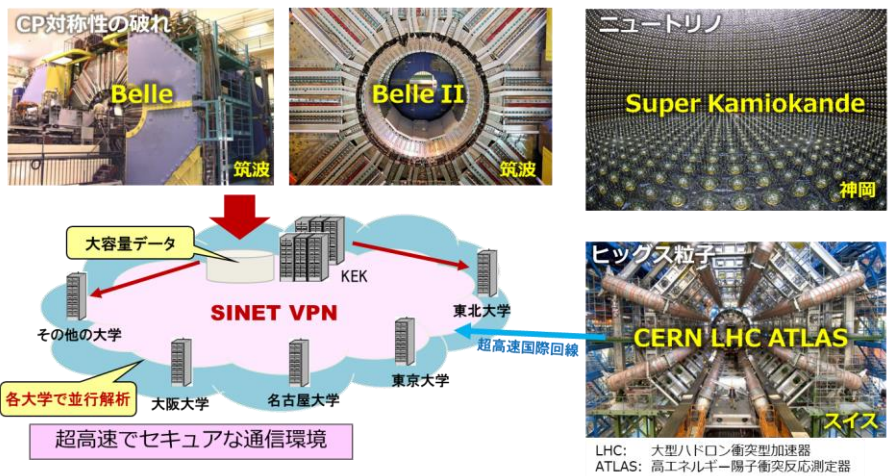 CP対称性の破れ
Belle
筑波
Belle II
筑波
ニュートリノ
Super Kamiokande
神岡
大容量データ
KEK
SINET VPN
その他の大学
東北大学
超高速国際回線
各大学で並行解析
大阪大学
名古屋大学
東京大学
超高速でセキュアな通信環境
ヒッグス粒子
CERN LHC ATLAS
スイス
LHC: 大型ハドロン衝突型加速器
ATLAS: 高エネルギー陽子衝突反応測定器